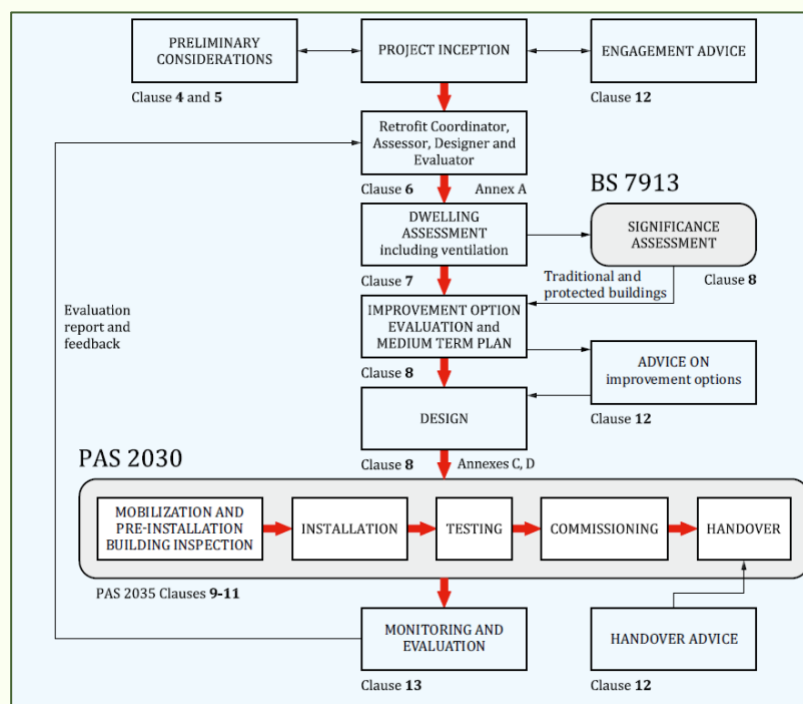 PRELIMINARY
CONSIDERATIONS
PROJECT INCEPTION
ENGAGEMENT ADVICE
Clause 4 and 5
Clause 12
Retrofit Coordinator,
Assessor, Designer and
Evaluator
Clause 6
Annex A
BS 7913
DWELLING
ASSESSMENT
including ventilation
SIGNIFICANCE
ASSESSMENT
Clause 7
Traditional and
protected buildings
Clause 8
Evaluation
report and
feedback
IMPROVEMENT OPTION
EVALUATION and
MEDIUM TERM PLAN
Clause 8
ADVICE ON
improvement options
Clause 12
DESIGN
Clause 8
Annexes C, D
PAS 2030
MOBILIZATION AND
PRE-INSTALLATION
BUILDING INSPECTION
INSTALLATION
TESTING
COMMISSIONING
HANDOVER
PAS 2035 Clauses 9-11
MONITORING AND
EVALUATION
HANDOVER ADVICE
Clause 13
Clause 12